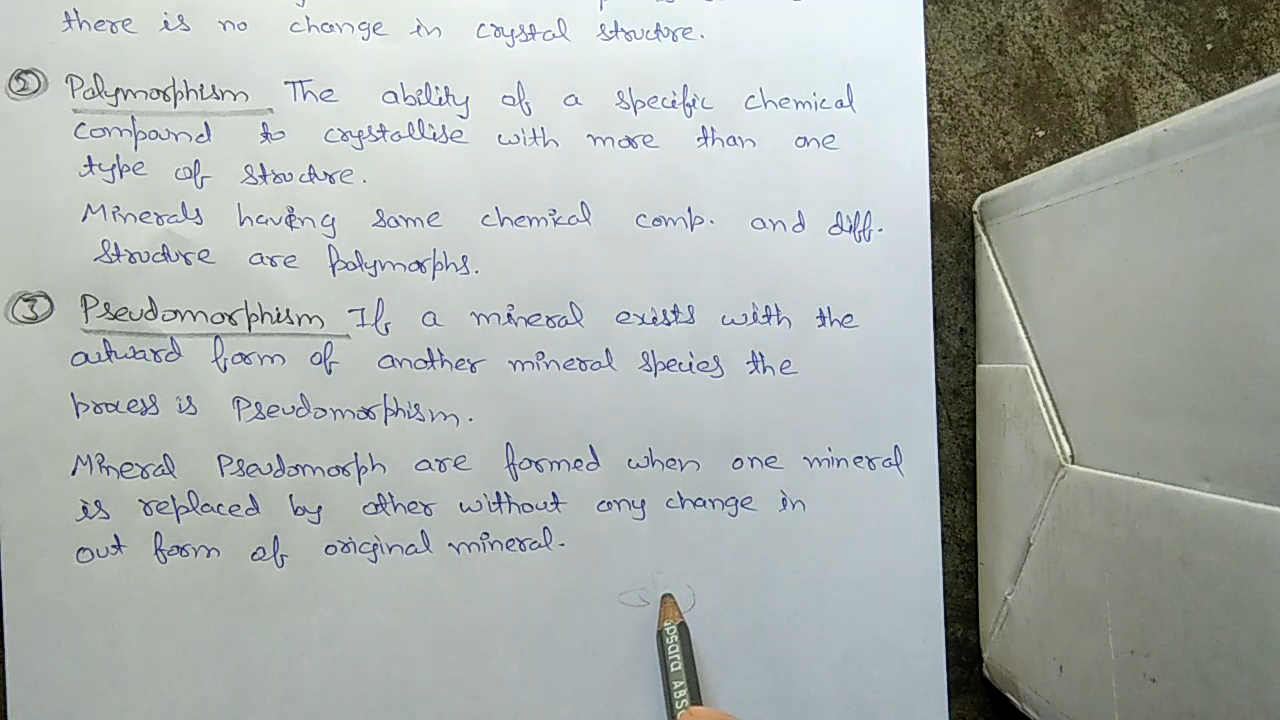 there is no change in crystal structure.
② Polymorphism The ability of a specific chemical
compound to crystallise with more than one
type of structure.
Minerals having same chemical comp. and diff.
structure are polymorphs.
③ Pseudomorphism If a mineral exists with the
outward form of another mineral species the
process is Pseudomorphism.
Mineral Pseudomorph are formed when one mineral
is replaced by other without any change in
out form of original mineral.
apsara ABS